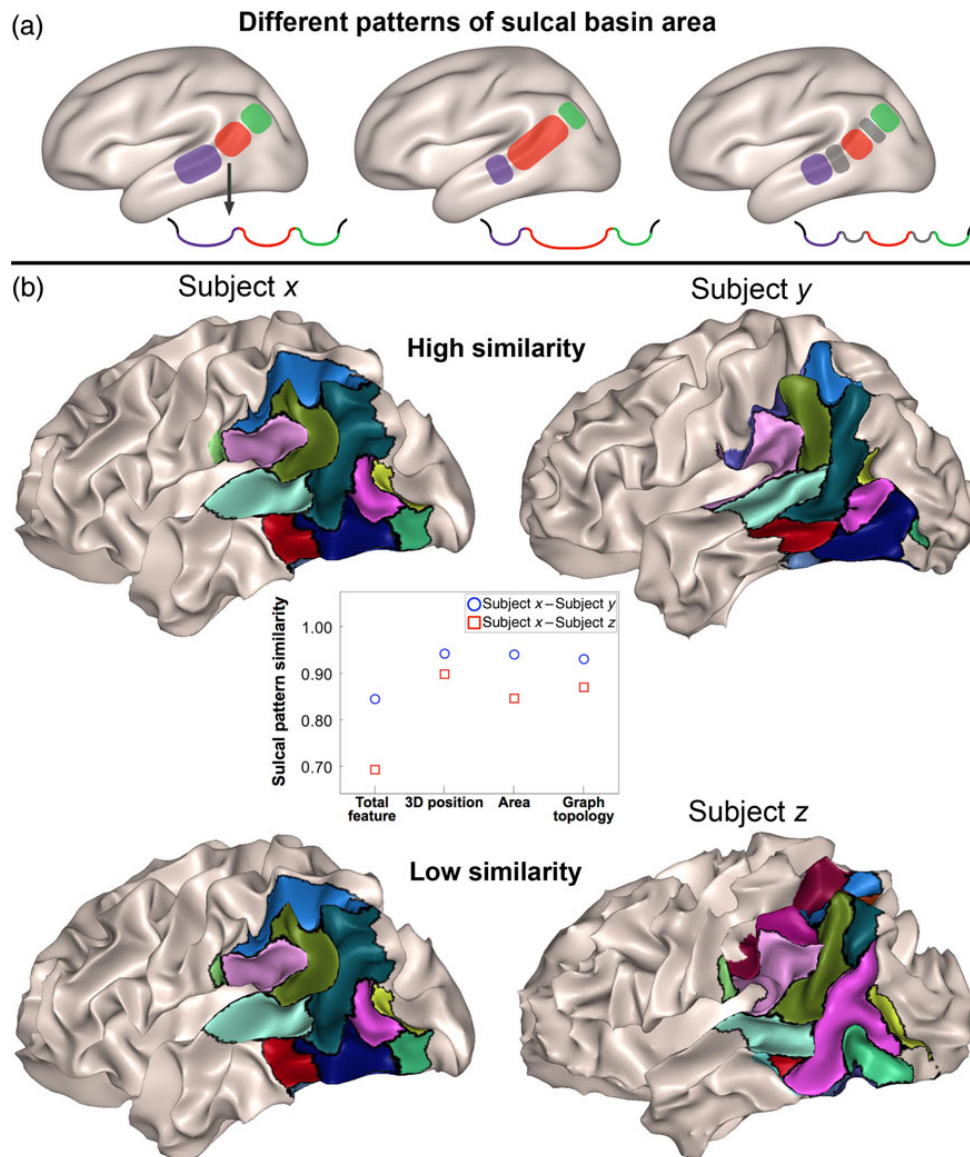 (a)
Different patterns of sulcal basin area
(b)
Subject x
Subject y
High similarity
Subject x – Subject y
Subject x – Subject z
Sulcal pattern similarity
1.00
0.90
0.80
0.70
Total
feature
3D position
Area
Graph
topology
Subject z
Low similarity